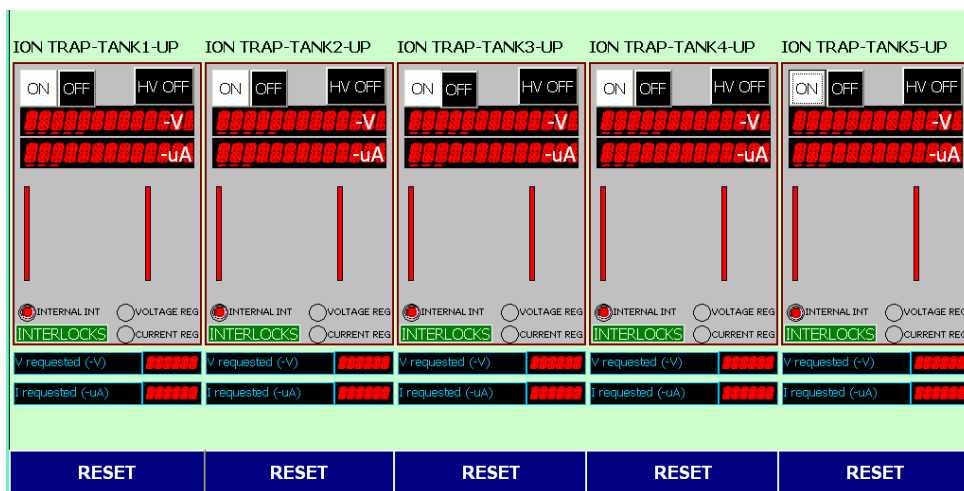 ION TRAP-TANK1-UP ION TRAP-TANK2-UP ION TRAP-TANK3-UP ION TRAP-TANK4-UP ION TRAP-TANK5-UP
ON OFF HV OFF ON OFF HV OFF ON OFF HV OFF ON OFF HV OFF ON OFF HV OFF
-V -V -V -V -V
-uA -uA -uA -uA -uA
INTERNAL INT VOLTAGE REG INTERNAL INT VOLTAGE REG INTERNAL INT VOLTAGE REG INTERNAL INT VOLTAGE REG INTERNAL INT VOLTAGE REG
INTERLOCKS CURRENT REG INTERLOCKS CURRENT REG INTERLOCKS CURRENT REG INTERLOCKS CURRENT REG INTERLOCKS CURRENT REG
V requested (-V) V requested (-V) V requested (-V) V requested (-V) V requested (-V)
I requested (-uA) I requested (-uA) I requested (-uA) I requested (-uA) I requested (-uA)
RESET RESET RESET RESET RESET